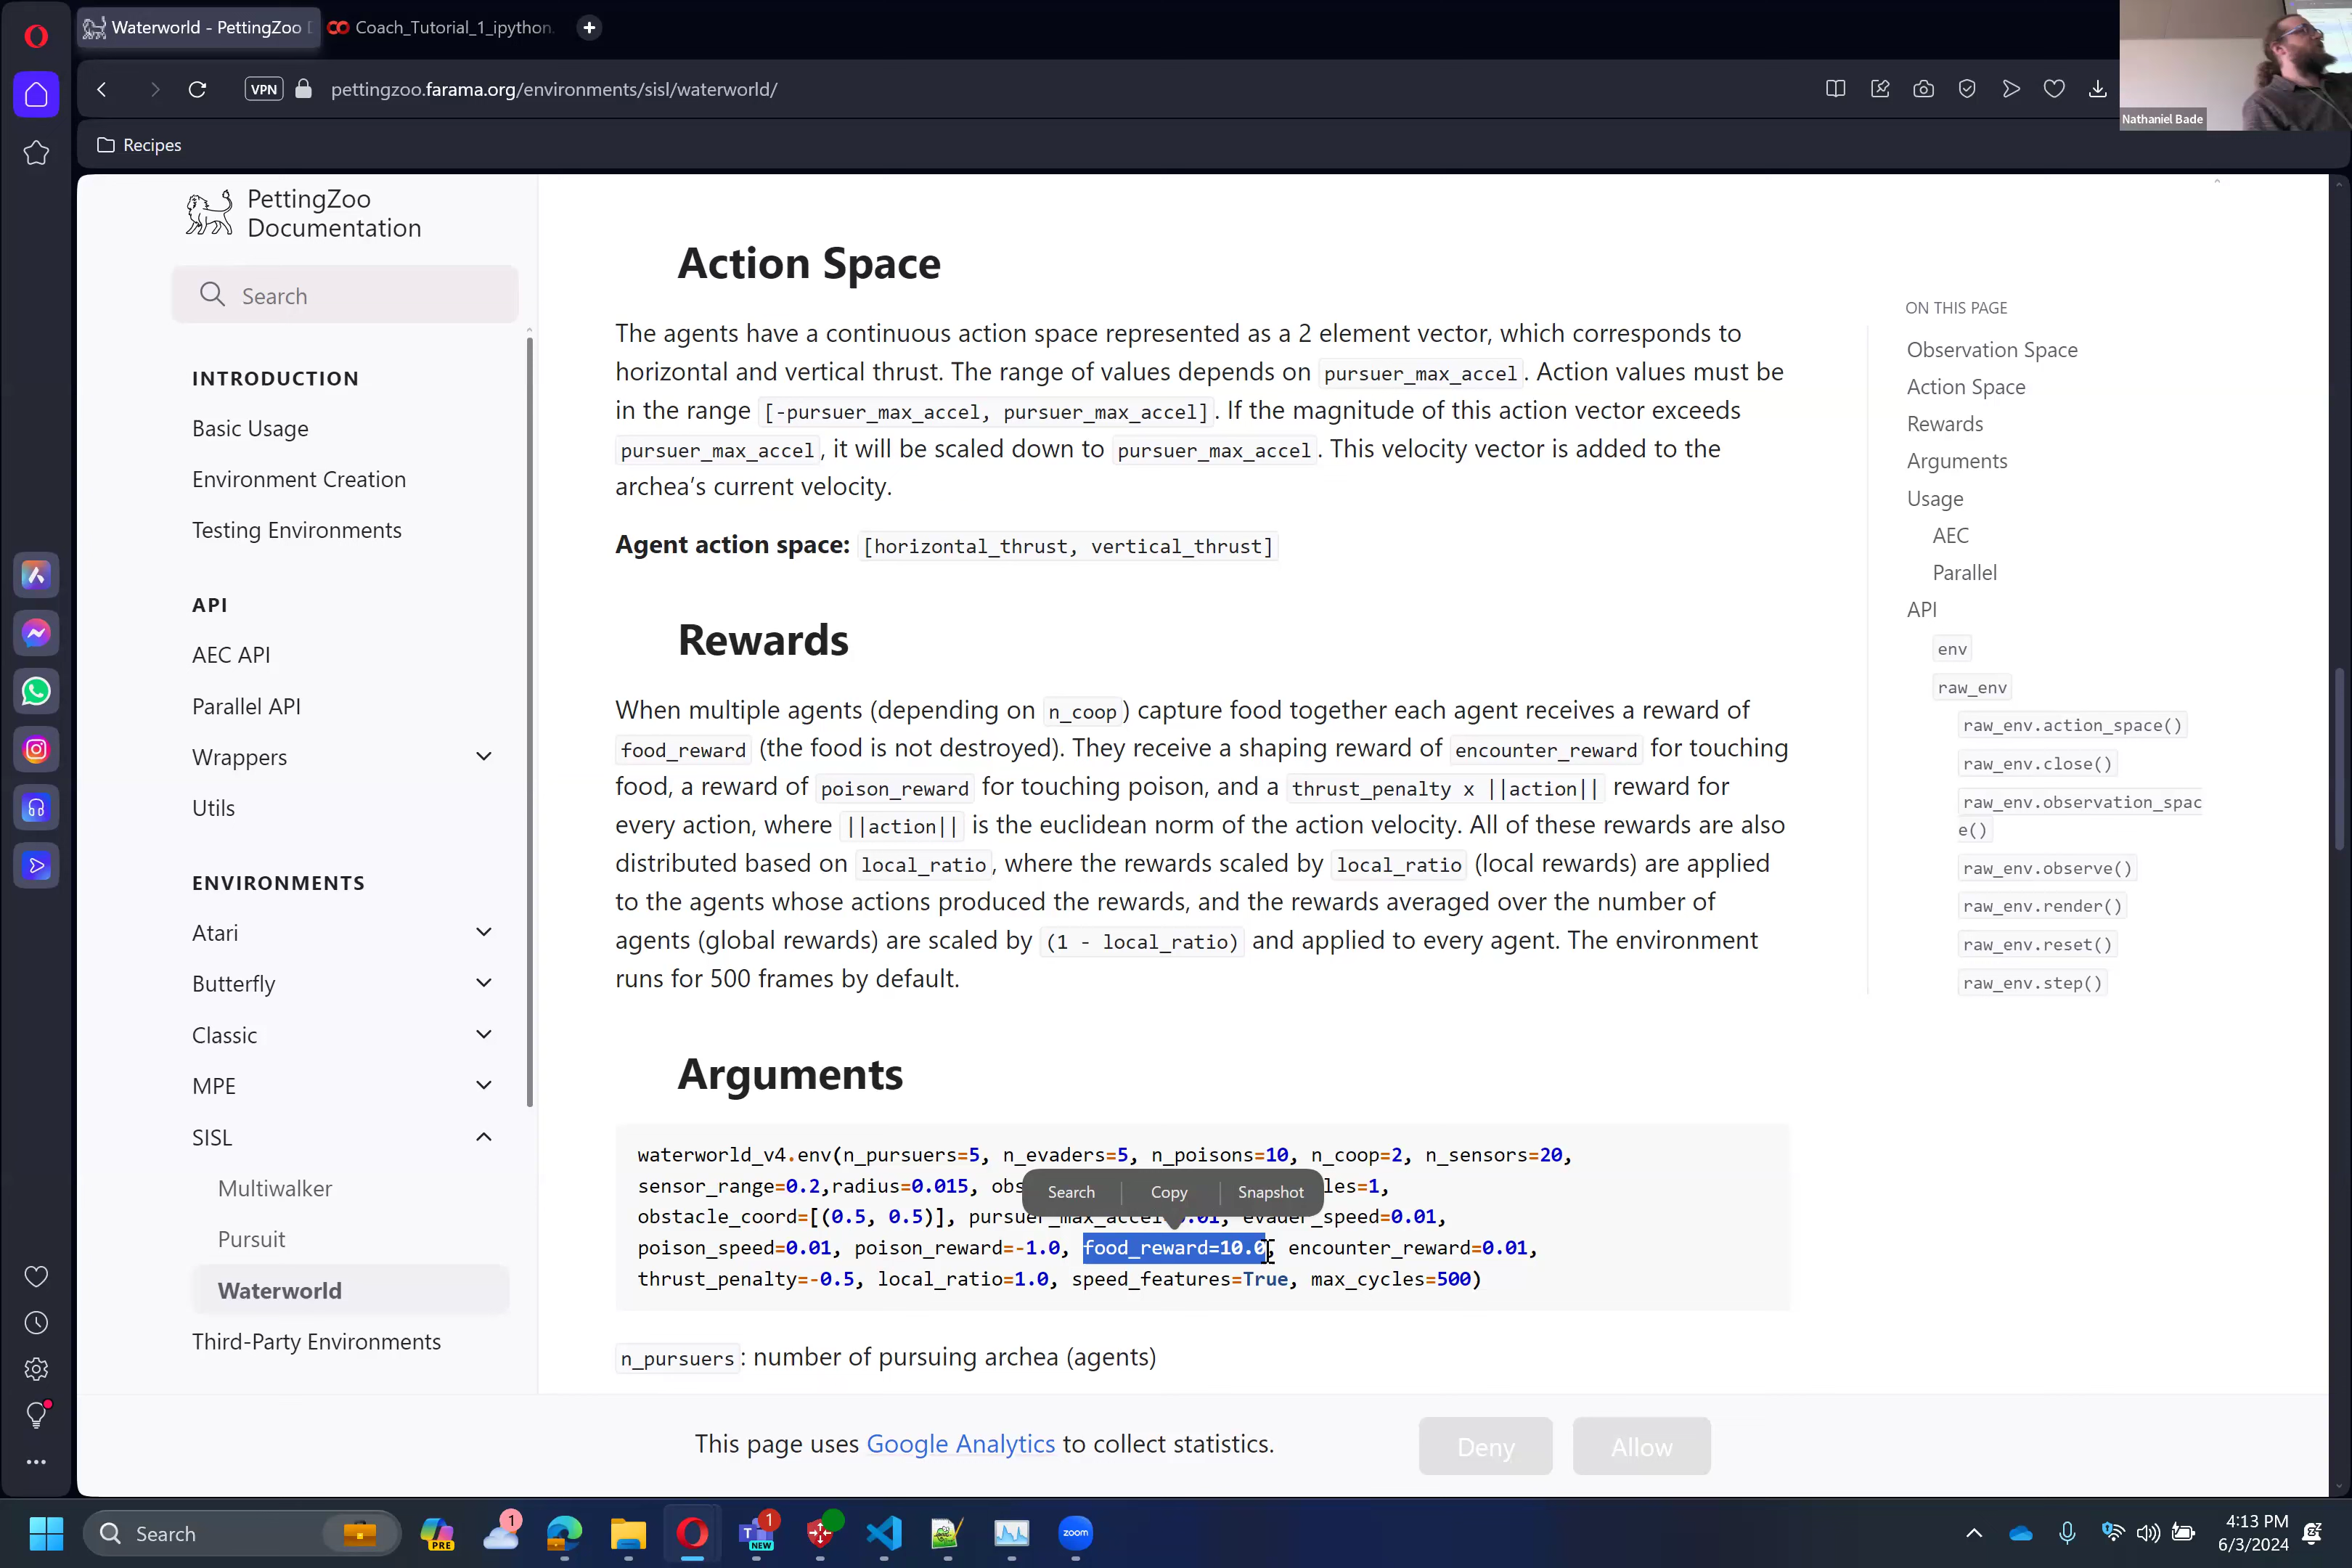 Waterworld - PettingZoo D
Coach_Tutorial_1_ipython.
VPN
pettingzoo.farama.org/environments/sisl/waterworld/
Nathaniel Bade
Recipes
PettingZoo
Documentation
Search
INTRODUCTION
Basic Usage
Environment Creation
Testing Environments
API
AEC API
Parallel API
Wrappers
Utils
ENVIRONMENTS
Atari
Butterfly
Classic
MPE
SISL
Multiwalker
Pursuit
Waterworld
Third-Party Environments
Action Space
The agents have a continuous action space represented as a 2 element vector, which corresponds to
horizontal and vertical thrust. The range of values depends on pursuer_max_accel. Action values must be
in the range [-pursuer_max_accel, pursuer_max_accel]. If the magnitude of this action vector exceeds
pursuer_max_accel, it will be scaled down to pursuer_max_accel. This velocity vector is added to the
archea’s current velocity.
Agent action space: [horizontal_thrust, vertical_thrust]
Rewards
When multiple agents (depending on n_coop) capture food together each agent receives a reward of
food_reward (the food is not destroyed). They receive a shaping reward of encounter_reward for touching
food, a reward of poison_reward for touching poison, and a thrust_penalty x ||action|| reward for
every action, where ||action|| is the euclidean norm of the action velocity. All of these rewards are also
distributed based on local_ratio, where the rewards scaled by local_ratio (local rewards) are applied
to the agents whose actions produced the rewards, and the rewards averaged over the number of
agents (global rewards) are scaled by (1 - local_ratio) and applied to every agent. The environment
runs for 500 frames by default.
Arguments
waterworld_v4.env(n_pursuers=5, n_evaders=5, n_poisons=10, n_coop=2, n_sensors=20,
sensor_range=0.2,radius=0.015, obs les=1,
Search Copy Snapshot
obstacle_coord=[(0.5, 0.5)], pursuer_max_accel=0.01, evader_speed=0.01,
poison_speed=0.01, poison_reward=-1.0, food_reward=10.0, encounter_reward=0.01,
thrust_penalty=-0.5, local_ratio=1.0, speed_features=True, max_cycles=500)
n_pursuers: number of pursuing archea (agents)
ON THIS PAGE
Observation Space
Action Space
Rewards
Arguments
Usage
AEC
Parallel
API
env
raw_env
raw_env.action_space()
raw_env.close()
raw_env.observation_spac
e()
raw_env.observe()
raw_env.render()
raw_env.reset()
raw_env.step()
This page uses Google Analytics to collect statistics.
Deny
Allow
Search
PRE
1
1
NEW
zoom
4:13 PM
6/3/2024